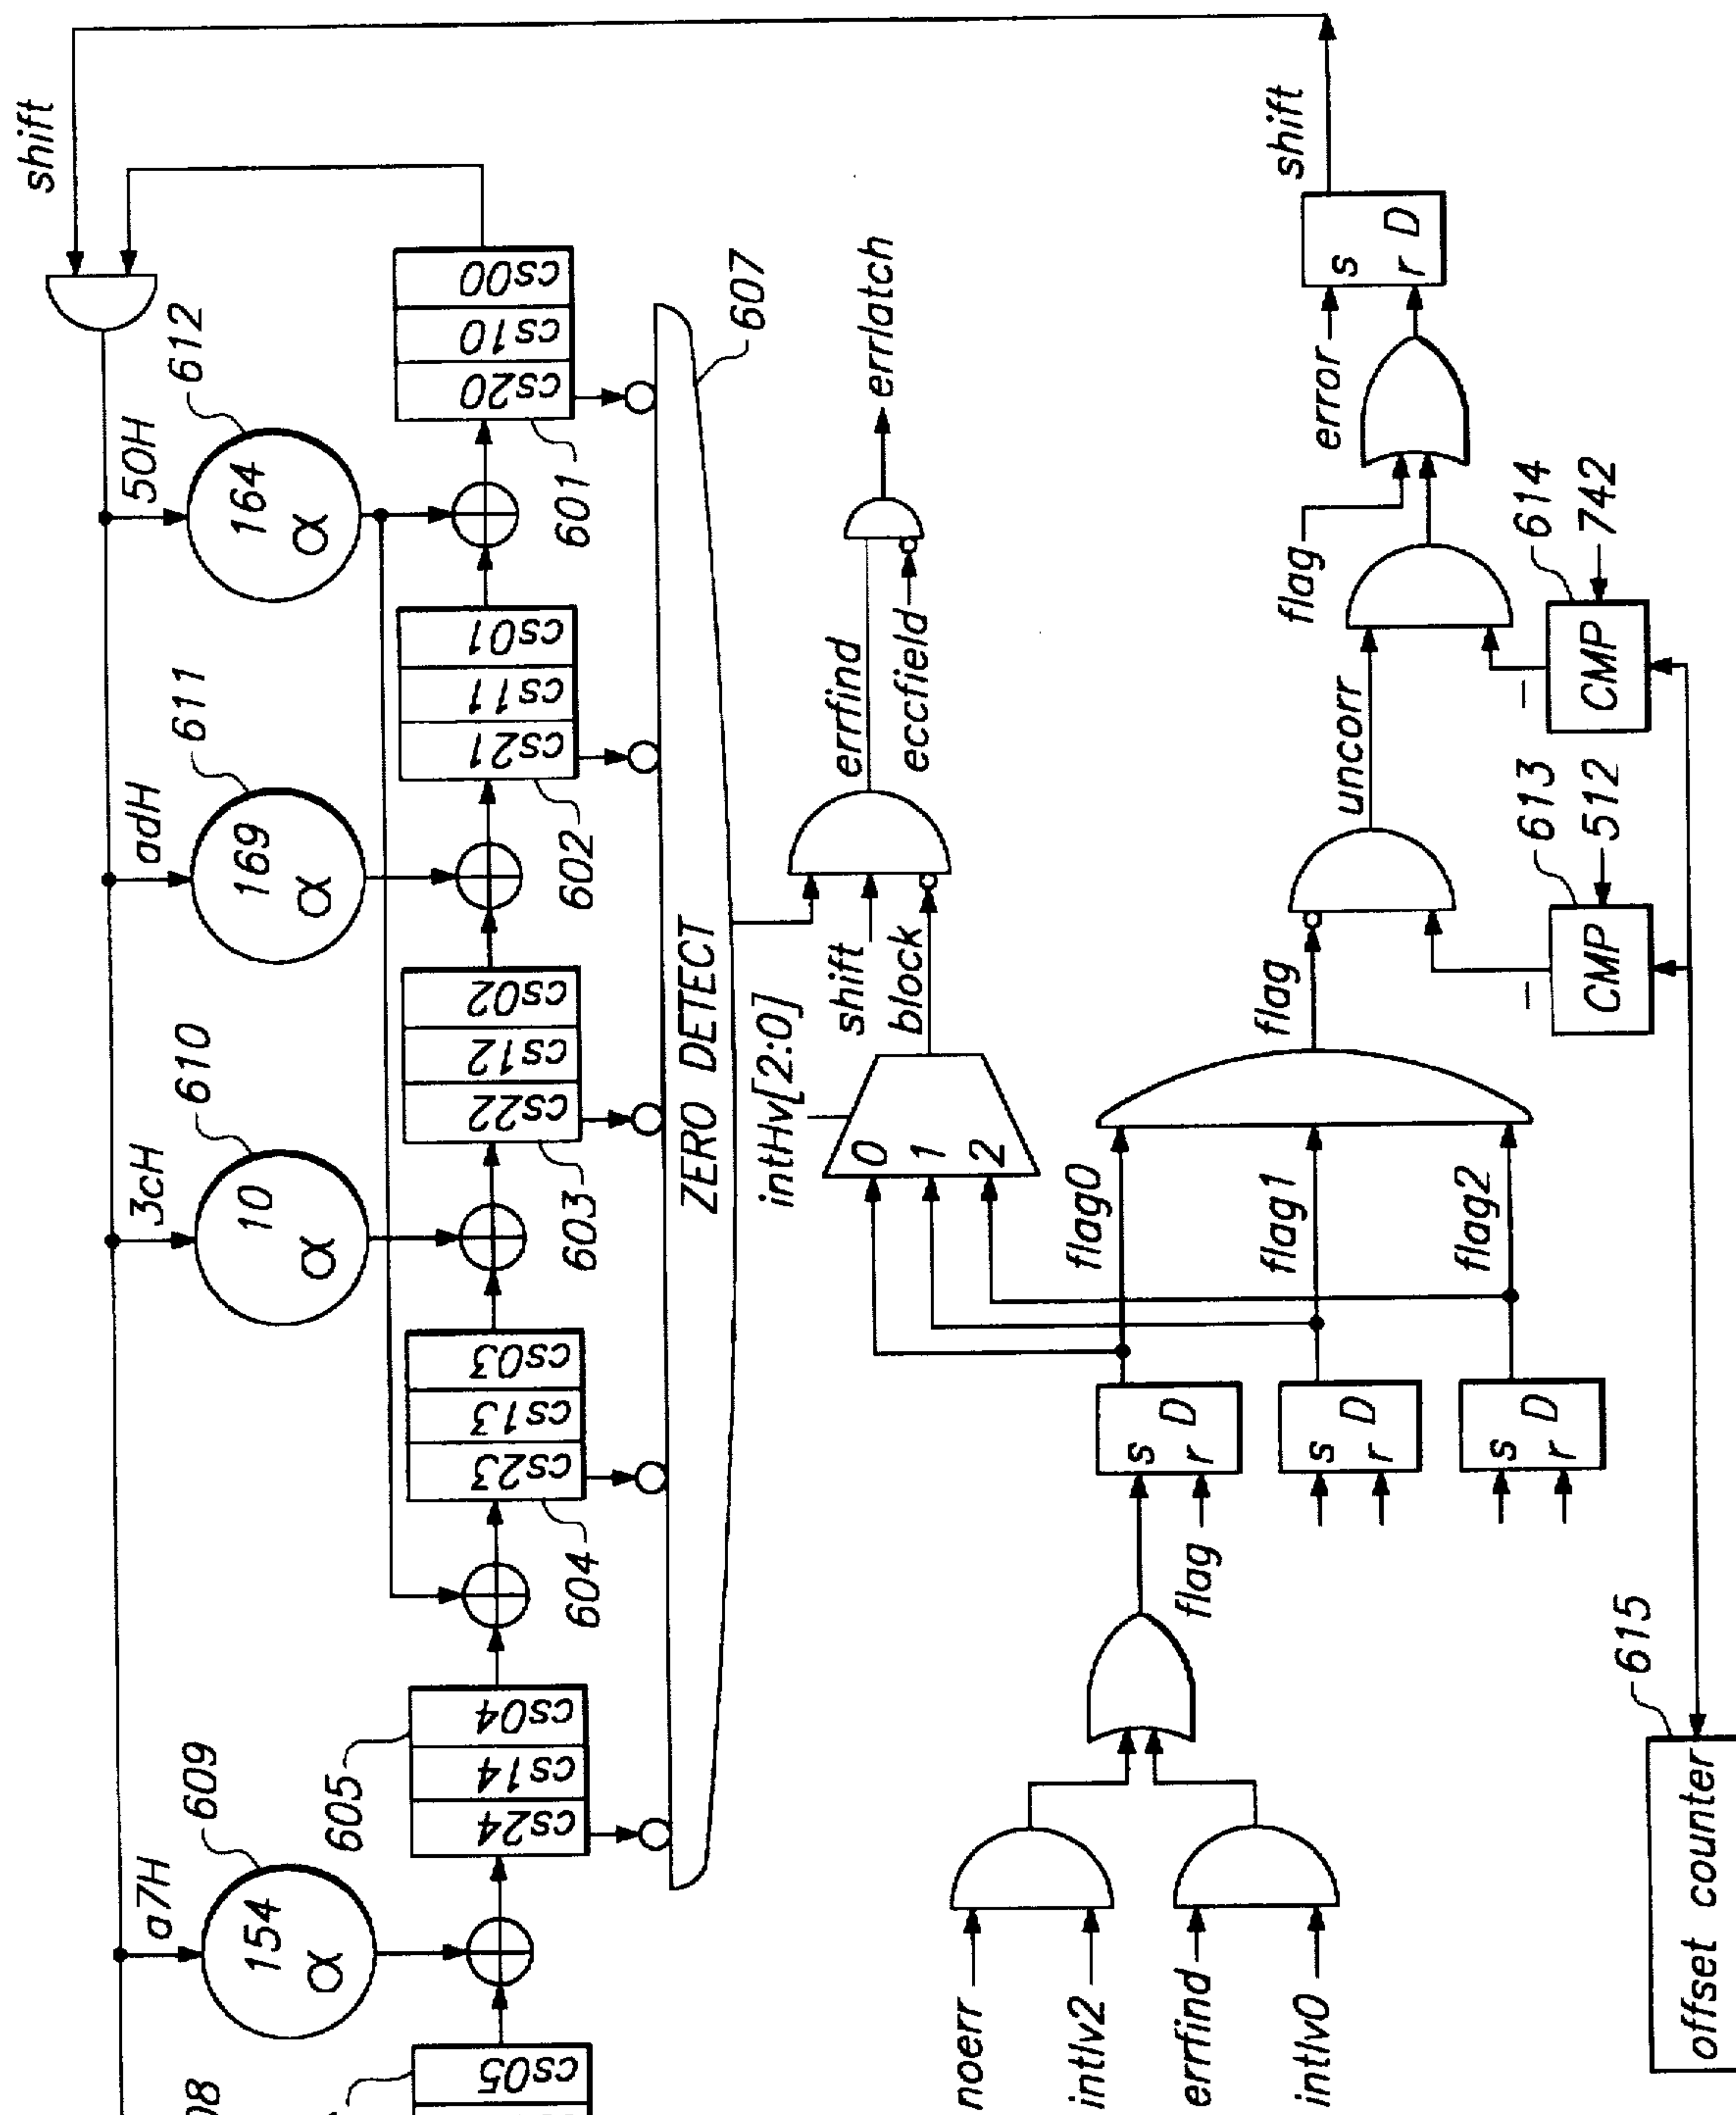 shift
50H
164
α
612
adH
169
α
611
3cH
10
α
610
a7H
154
α
609
08
cs20 cs10 cs00
601
cs21 cs11 cs01
602
cs22 cs12 cs02
603
cs23 cs13 cs03
604
cs24 cs14 cs04
605
cs05
ZERO DETECT
607
errfind
errlatch
eccfield
shift
block
intHv[2:0]
0
1
2
flag0
flag1
flag2
s
r D
s
r D
s
r D
flag
noerr
intlv2
errfind
intlv0
flag
uncorr
flag
error
s
r D
shift
CMP
613
512
CMP
614
742
offset counter
615